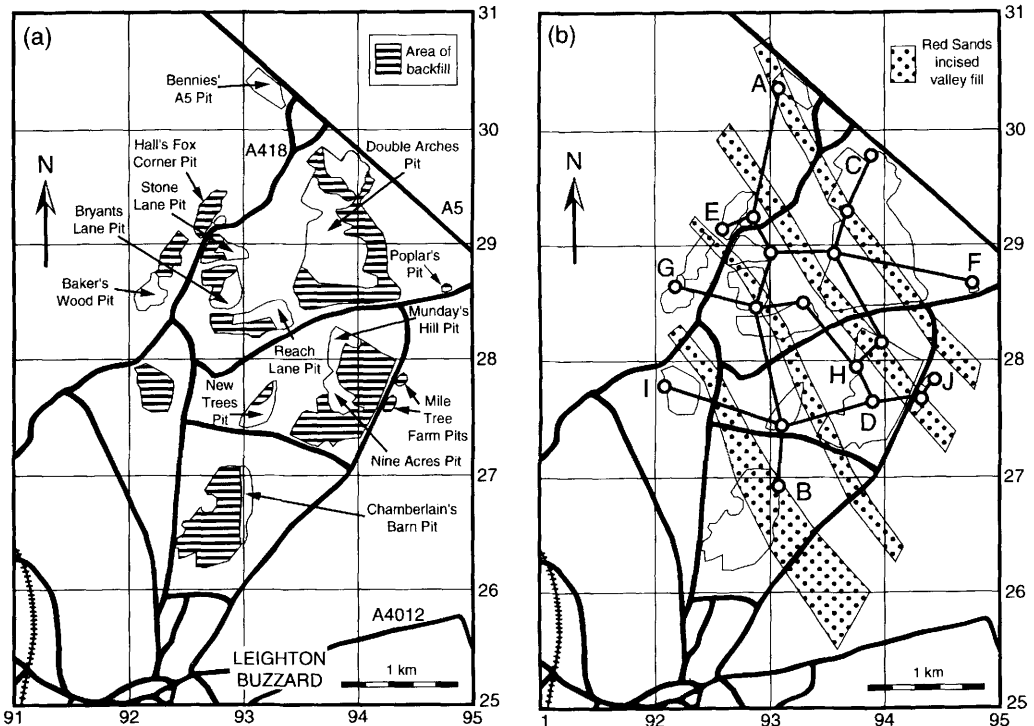 (a)
Area of
backfill
Bennies'
A5 Pit
Hall's Fox
Corner Pit
A418
Double Arches
Pit
Stone
Lane Pit
N
Bryants
Lane Pit
A5
Poplar's
Pit
Baker's
Wood Pit
Munday's
Hill Pit
Reach
Lane Pit
New
Trees
Pit
Mile
Tree
Farm Pits
Nine Acres Pit
Chamberlain's
Barn Pit
A4012
LEIGHTON
BUZZARD
1 km
91
92
93
94
95
31
30
29
28
27
26
25
(b)
Red Sands
incised
valley fill
A
N
C
E
G
F
H
I
J
D
B
1 km
1
92
93
94
95
31
30
29
28
27
26
25